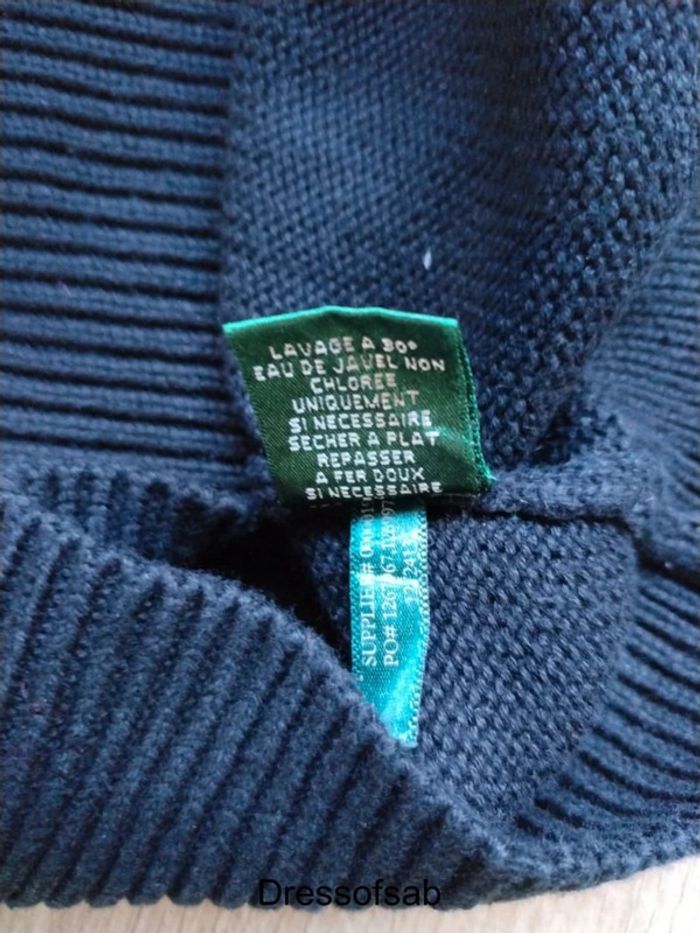 LAVAGE A 30°
EAU DE JAVEL NON
CHLOREE
UNIQUEMENT
SI NECESSAIRE
SECHER A PLAT
REPASSER
A FER DOUX
SI NECESSAIRE
SUPPLIER#
PO#
Dressofsab